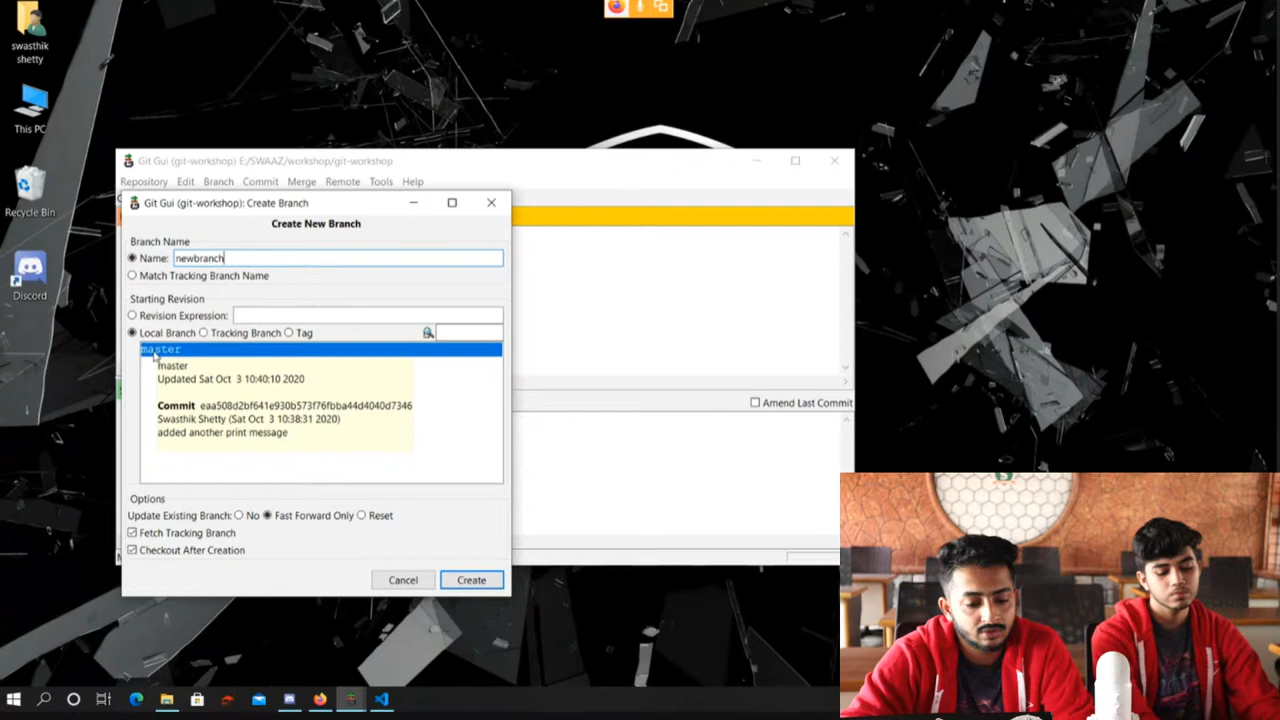 swasthik
shetty
This PC
Recycle Bin
Discord
Git Gui (git-workshop) E:/SWAAZ/workshop/git-workshop
Repository Edit Branch Commit Merge Remote Tools Help
Git Gui (git-workshop): Create Branch
Create New Branch
Branch Name
Name: newbranch
Match Tracking Branch Name
Starting Revision
Revision Expression:
Local Branch Tracking Branch Tag
master
master
Updated Sat Oct 3 10:40:10 2020
Commit eaa508d2bf641e930b573f76fbba44d4040d7346
Swasthik Shetty (Sat Oct 3 10:38:31 2020)
added another print message
Amend Last Commit
Options
Update Existing Branch: No Fast Forward Only Reset
Fetch Tracking Branch
Checkout After Creation
Cancel Create